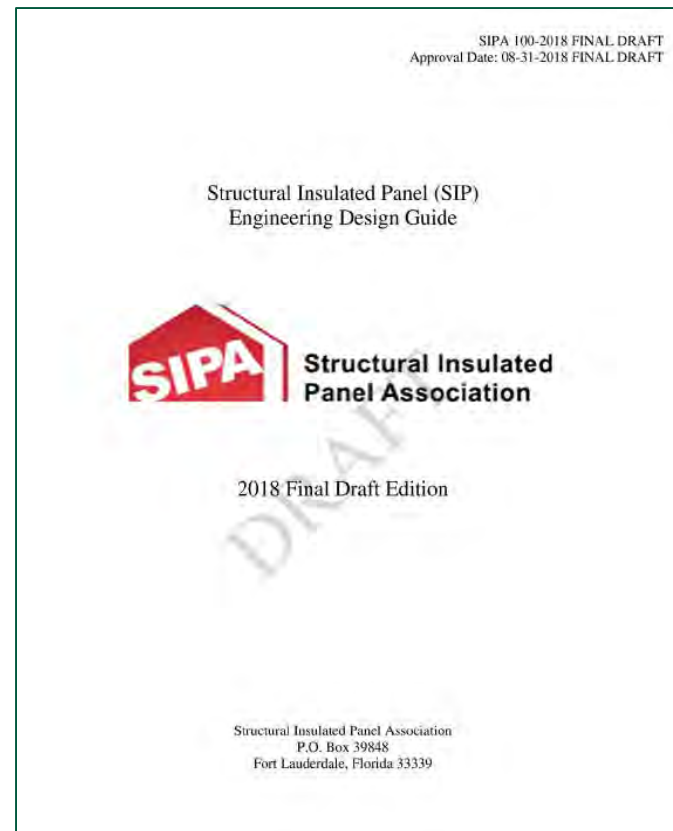 SIPA 100-2018 FINAL DRAFT
Approval Date: 08-31-2018 FINAL DRAFT
Structural Insulated Panel (SIP)
Engineering Design Guide
SIPA
Structural Insulated
Panel Association
DRAFT
2018 Final Draft Edition
Structural Insulated Panel Association
P.O. Box 39848
Fort Lauderdale, Florida 33339